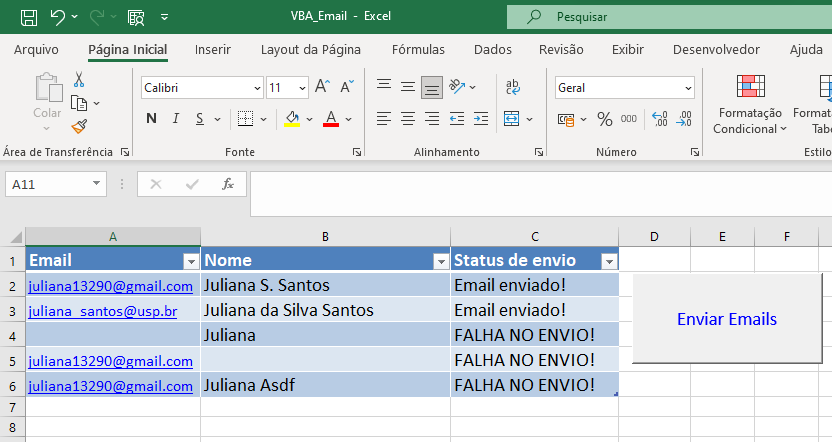 VBA_Email - Excel
Pesquisar
Arquivo Página Inicial Inserir Layout da Página Fórmulas Dados Revisão Exibir Desenvolvedor Ajuda
Colar
Calibri 11
N I S
A A
ab
c
Geral
% 000
Formatação
Condicional
Formata
Tabe
Área de Transferência Fonte Alinhamento Número Estilo
A11 fx
A B C D E F
1 Email Nome Status de envio
2 juliana13290@gmail.com Juliana S. Santos Email enviado!
3 juliana_santos@usp.br Juliana da Silva Santos Email enviado!
Enviar Emails
4 Juliana FALHA NO ENVIO!
5 juliana13290@gmail.com FALHA NO ENVIO!
6 juliana13290@gmail.com Juliana Asdf FALHA NO ENVIO!
7
8